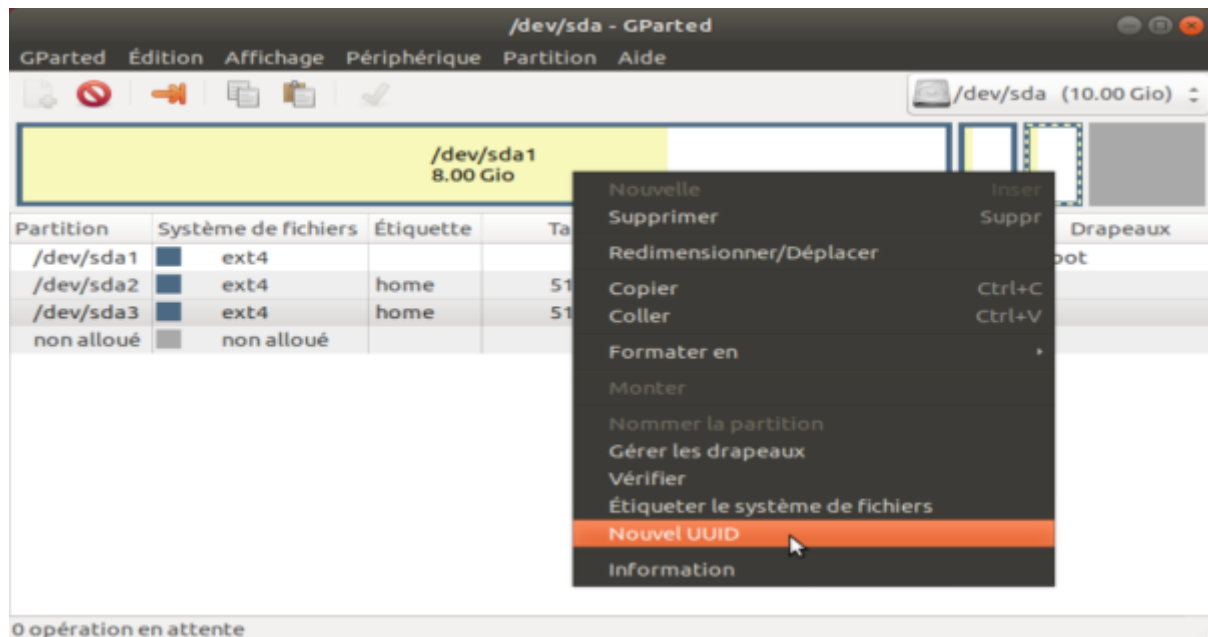 /dev/sda - GParted
GParted Édition Affichage Périphérique Partition Aide
/dev/sda (10.00 Gio)
/dev/sda1
8.00 Gio
Partition Système de fichiers Étiquette Ta Drapeaux
/dev/sda1 ext4 oot
/dev/sda2 ext4 home 51
/dev/sda3 ext4 home 51
non alloué non alloué
Nouvelle Inser
Supprimer Suppr
Redimensionner/Déplacer
Copier Ctrl+C
Coller Ctrl+V
Formater en
Monter
Nommer la partition
Gérer les drapeaux
Vérifier
Étiqueter le système de fichiers
Nouvel UUID
Information
0 opération en attente